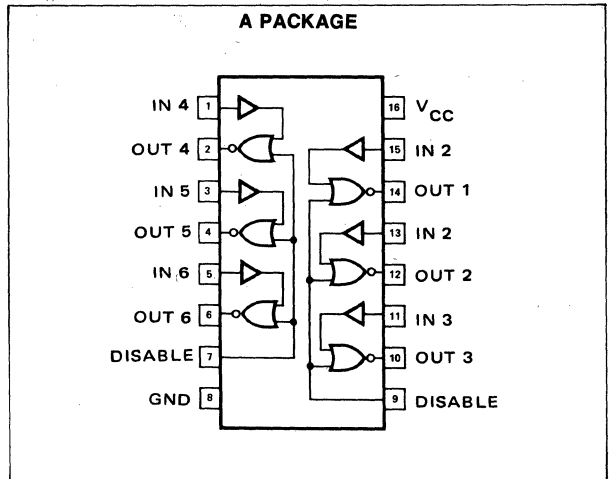 A PACKAGE
IN 4 1
OUT 4 2
IN 5 3
OUT 5 4
IN 6 5
OUT 6 6
DISABLE 7
GND 8
16 VCC
15 IN 2
14 OUT 1
13 IN 2
12 OUT 2
11 IN 3
10 OUT 3
9 DISABLE